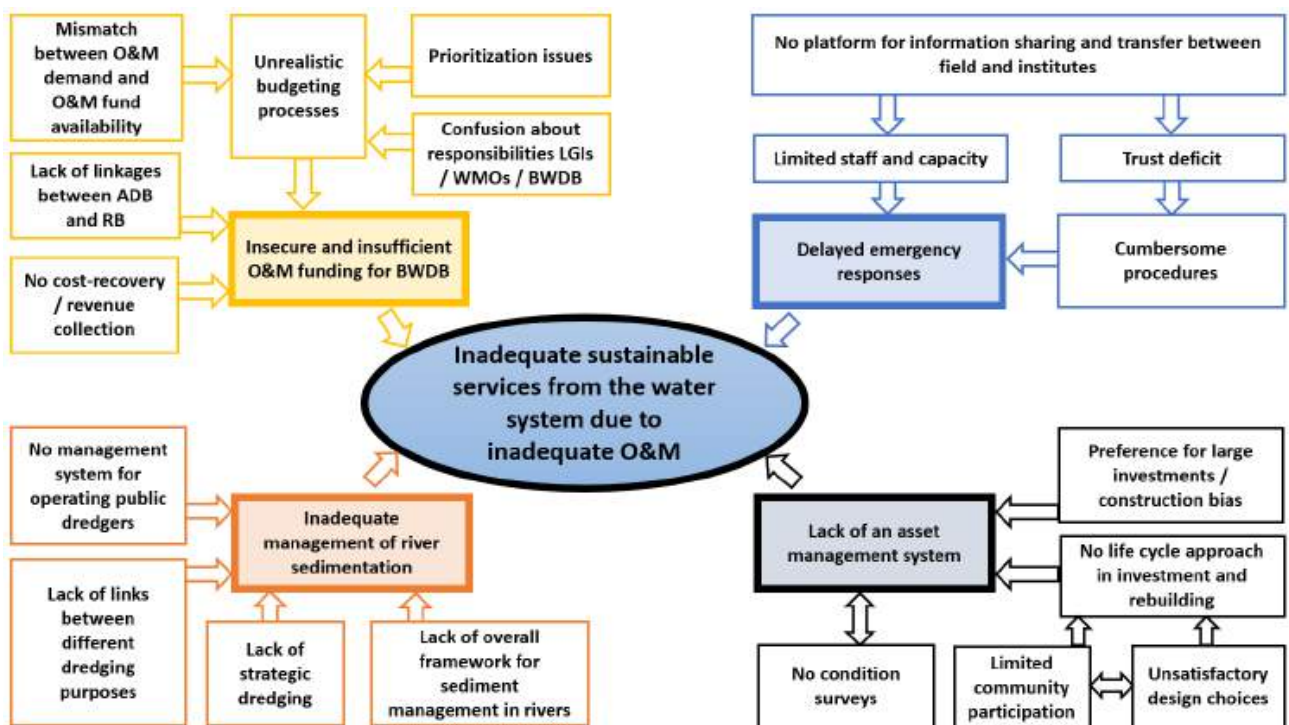 Mismatch
between O&M
demand and
O&M fund
availability
Unrealistic
budgeting
processes
Prioritization issues
Confusion about
responsibilities LGIs
/ WMOs / BWDB
Lack of linkages
between ADB
and RB
Insecure and insufficient
O&M funding for BWDB
No cost-recovery
/ revenue
collection
No platform for information sharing and transfer between
field and institutes
Limited staff and capacity
Trust deficit
Delayed emergency
responses
Cumbersome
procedures
Inadequate sustainable
services from the water
system due to
inadequate O&M
No management
system for
operating public
dredgers
Inadequate
management of river
sedimentation
Lack of links
between
different
dredging
purposes
Lack of
strategic
dredging
Lack of overall
framework for
sediment
management in rivers
Preference for large
investments /
construction bias
Lack of an asset
management system
No life cycle approach
in investment and
rebuilding
No condition
surveys
Limited
community
participation
Unsatisfactory
design choices